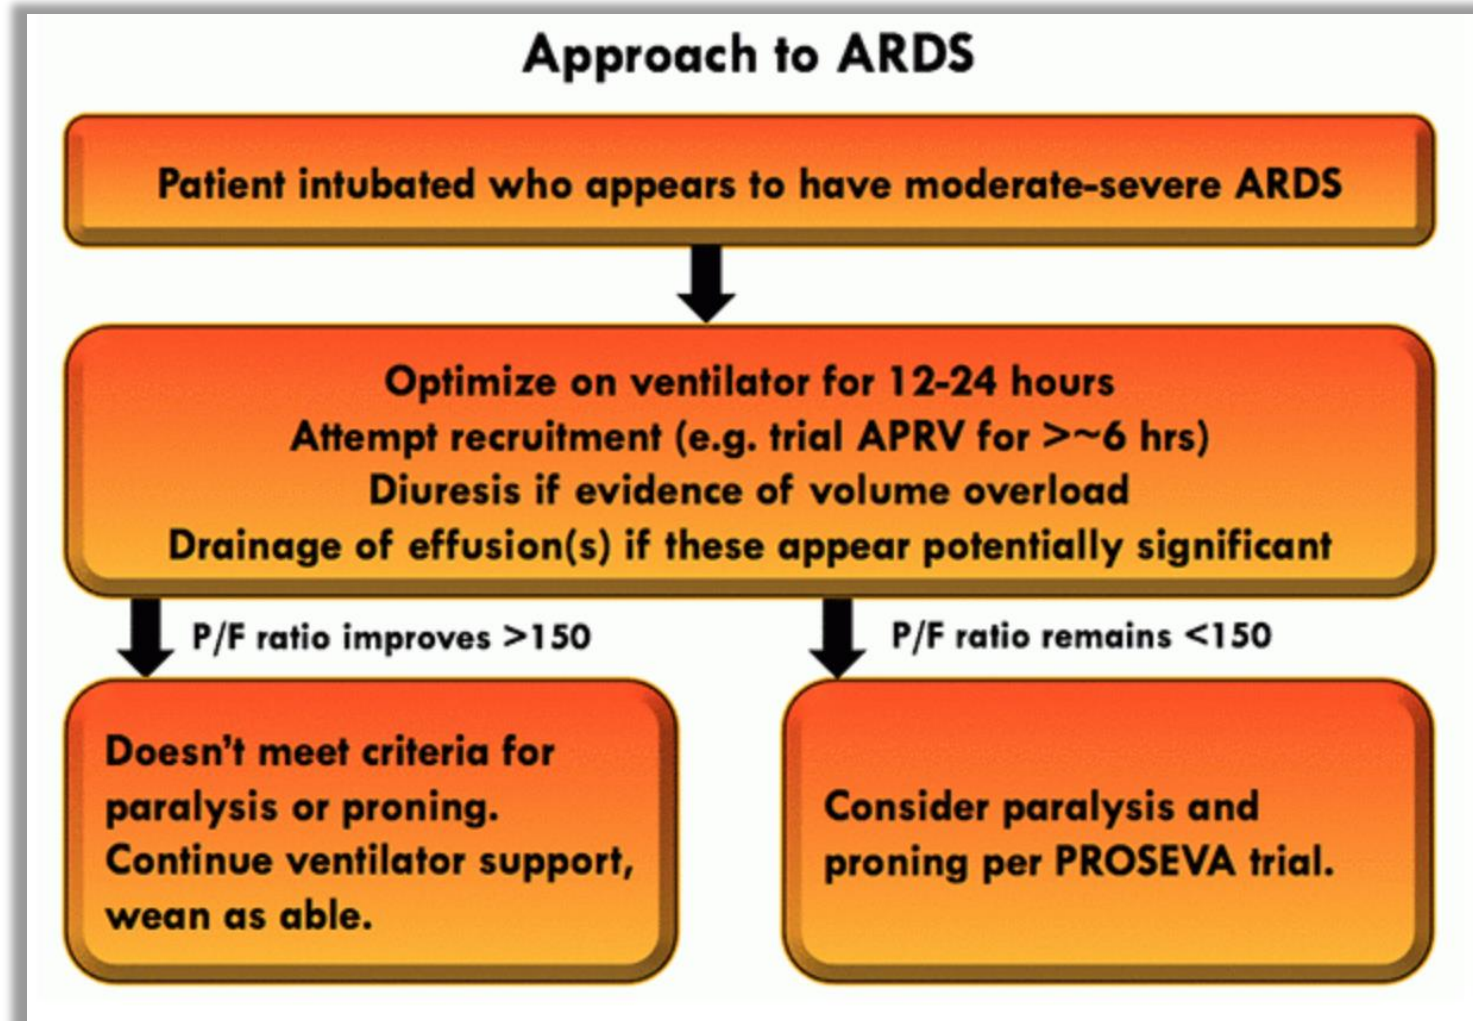 Approach to ARDS
Patient intubated who appears to have moderate-severe ARDS
Optimize on ventilator for 12-24 hours
Attempt recruitment (e.g. trial APRV for >~6 hrs)
Diuresis if evidence of volume overload
Drainage of effusion(s) if these appear potentially significant
P/F ratio improves >150
P/F ratio remains <150
Doesn't meet criteria for
paralysis or proning.
Continue ventilator support,
wean as able.
Consider paralysis and
proning per PROSEVA trial.